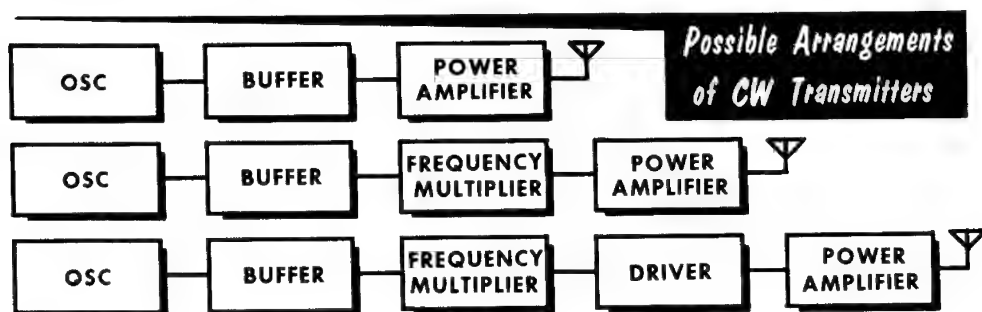 Possible Arrangements
of CW Transmitters
OSC
BUFFER
POWER
AMPLIFIER
OSC
BUFFER
FREQUENCY
MULTIPLIER
POWER
AMPLIFIER
OSC
BUFFER
FREQUENCY
MULTIPLIER
DRIVER
POWER
AMPLIFIER